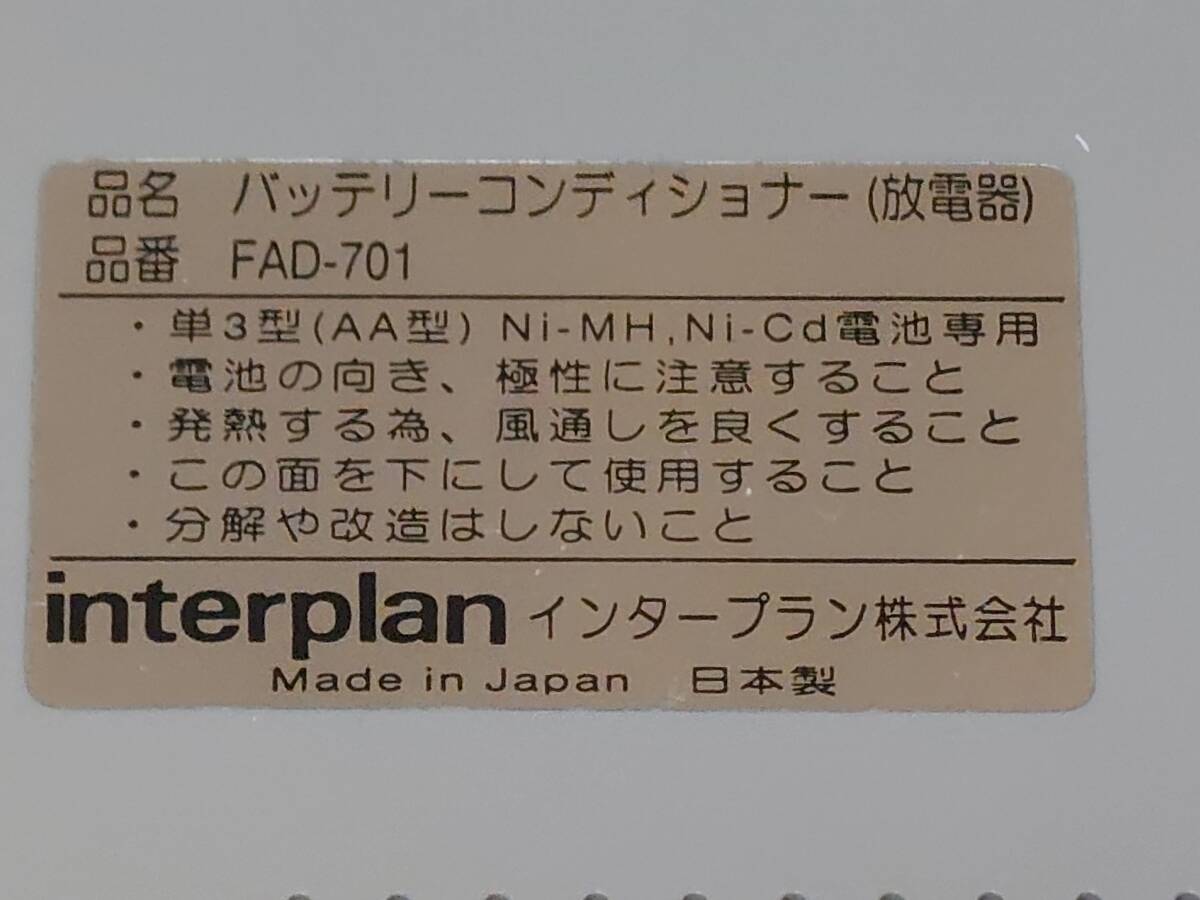 品名 バッテリーコンディショナー(放電器)
品番 FAD-701
・単3型(AA型) Ni-MH,Ni-Cd電池専用
・電池の向き、極性に注意すること
・発熱する為、風通しを良くすること
・この面を下にして使用すること
・分解や改造はしないこと
interplan インタープラン株式会社
Made in Japan 日本製